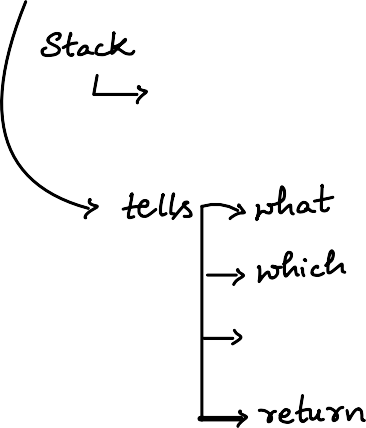 Stack
tells what
which
return